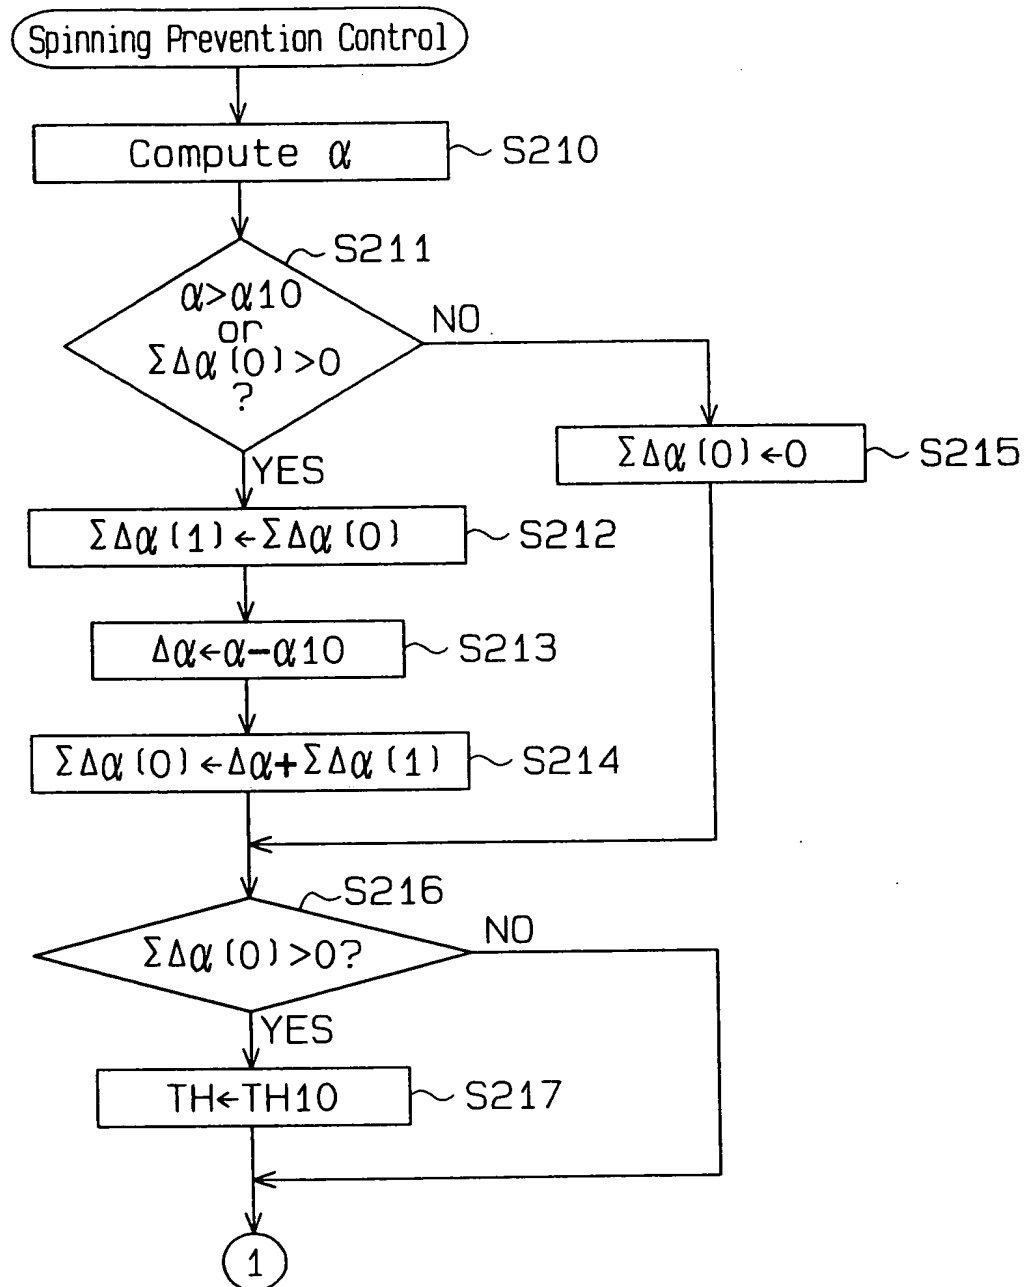 Spinning Prevention Control
Compute α
S210
S211
α>α10
or
ΣΔα(0)>0
?
NO
YES
ΣΔα(0)←0
S215
ΣΔα(1)←ΣΔα(0)
S212
Δα←α-α10
S213
ΣΔα(0)←Δα+ΣΔα(1)
S214
S216
ΣΔα(0)>0?
NO
YES
TH←TH10
S217
1